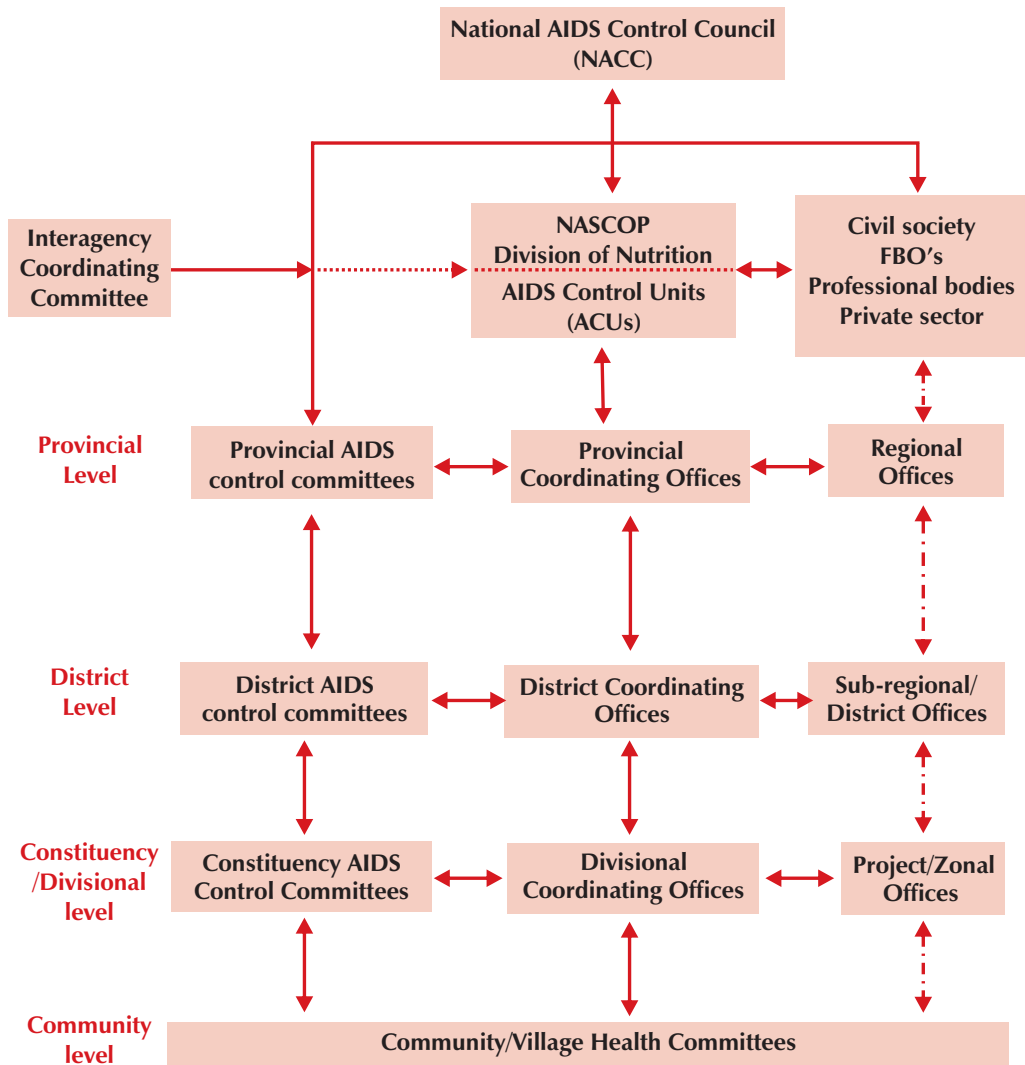 National AIDS Control Council
(NACC)
Interagency
Coordinating
Committee
NASCOP
Division of Nutrition
AIDS Control Units
(ACUs)
Civil society
FBO's
Professional bodies
Private sector
Provincial
Level
Provincial AIDS
control committees
Provincial
Coordinating Offices
Regional
Offices
District
Level
District AIDS
control committees
District Coordinating
Offices
Sub-regional/
District Offices
Constituency
/Divisional
level
Constituency AIDS
Control Committees
Divisional
Coordinating Offices
Project/Zonal
Offices
Community
level
Community/Village Health Committees